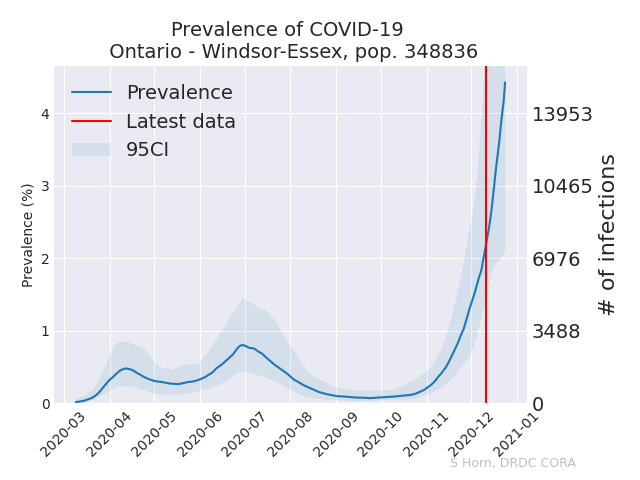 Prevalence of COVID-19
Ontario - Windsor-Essex, pop. 348836
Prevalence
Latest data
95CI
Prevalence (%)
4
3
2
1
0
13953
10465
6976
3488
0
# of infections
2020-03
2020-04
2020-05
2020-06
2020-07
2020-08
2020-09
2020-10
2020-11
2020-12
2021-01
S Horn, DRDC CORA